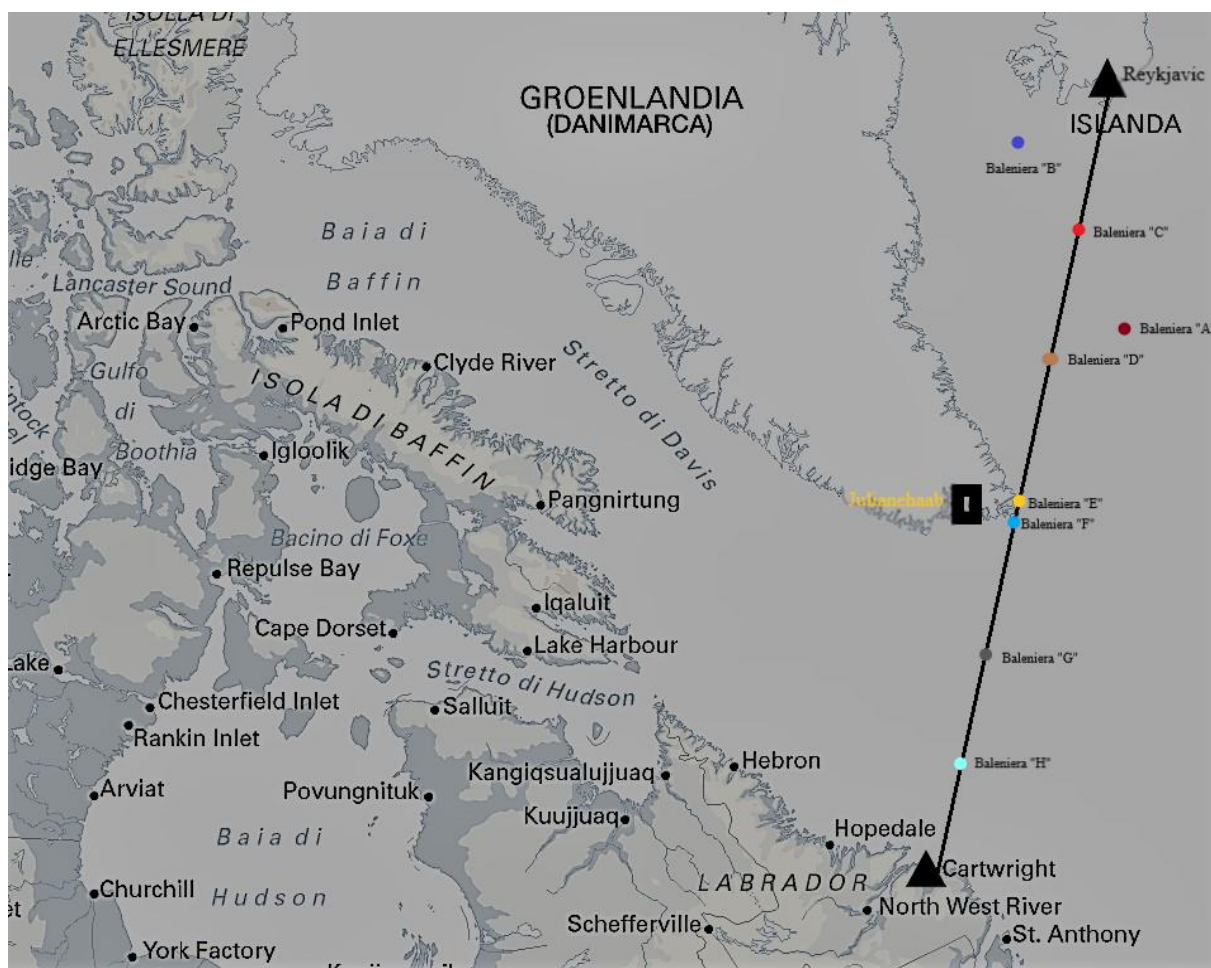 ISOLLA DI
ELLESMERE
Reykjavic
GROENLANDIA
(DANIMARCA)
ISLANDA
Baleniera "B"
Baia di
Baffin
Baleniera "C"
Lancaster Sound
Arctic Bay
Pond Inlet
Baleniera "A
Clyde River
Baleniera "D"
Gulfo
di
Boothia
Stretto di Davis
ISOLA DI BAFFIN
Igloolik
idge Bay
Pangnirtung
Julianehaab
Baleniera "E"
Baleniera "F"
Bacino di Foxe
Repulse Bay
Iqaluit
Cape Dorset
Lake Harbour
Baleniera "G"
Lake
Stretto di Hudson
Chesterfield Inlet
Salluit
Rankin Inlet
Hebron
Baleniera "H"
Kangiqsualujjuaq
Arviat
Povungnituk
Kuujjuaq
Hopedale
Baia di
Hudson
Cartwright
LABRADOR
Churchill
North West River
Schefferville
St. Anthony
York Factory